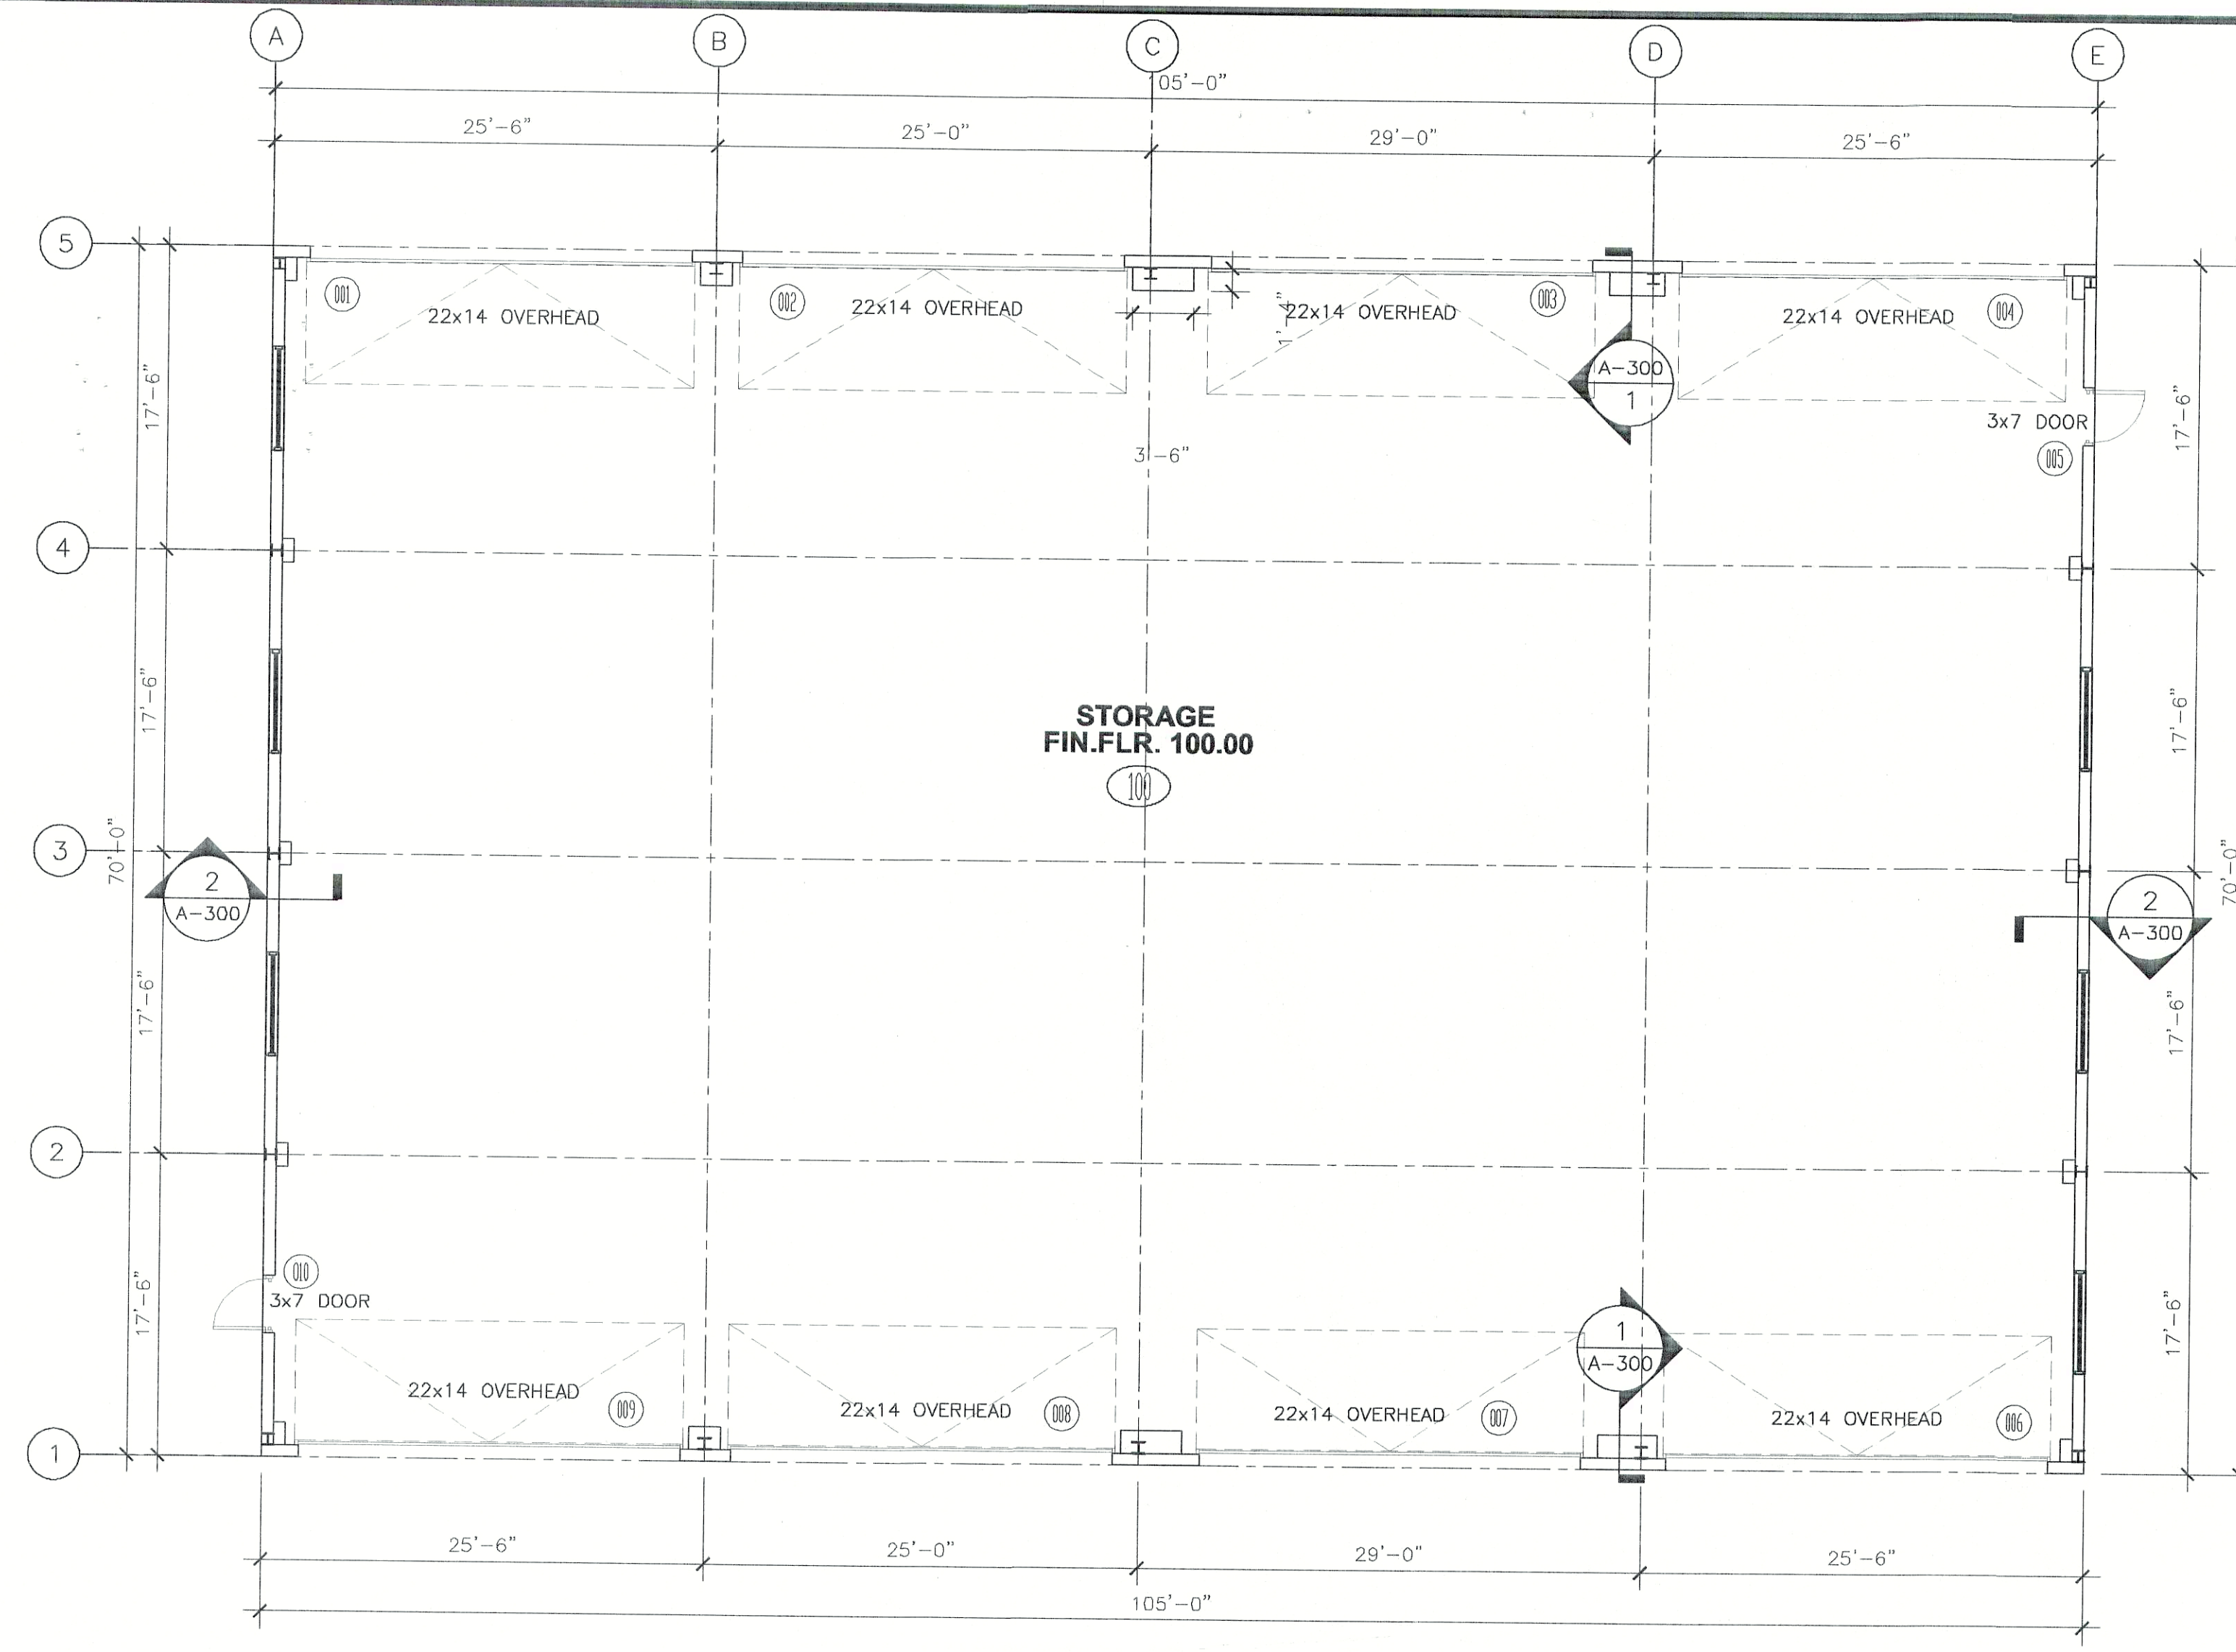 A
B
C
D
E
105'-0"
25'-6"
25'-0"
29'-0"
25'-6"
5
001
22x14 OVERHEAD
002
22x14 OVERHEAD
1'-4"
22x14 OVERHEAD
003
22x14 OVERHEAD
004
A-300
1
17'-6"
3x7 DOOR
005
17'-6"
3'-6"
4
17'-6"
STORAGE
FIN.FLR. 100.00
100
17'-6"
3
70'-0"
2
A-300
70'-0"
2
A-300
17'-6"
17'-6"
2
010
3x7 DOOR
17'-6"
17'-6"
1
A-300
22x14 OVERHEAD
009
22x14 OVERHEAD
008
22x14 OVERHEAD
007
22x14 OVERHEAD
006
1
25'-6"
25'-0"
29'-0"
25'-6"
105'-0"